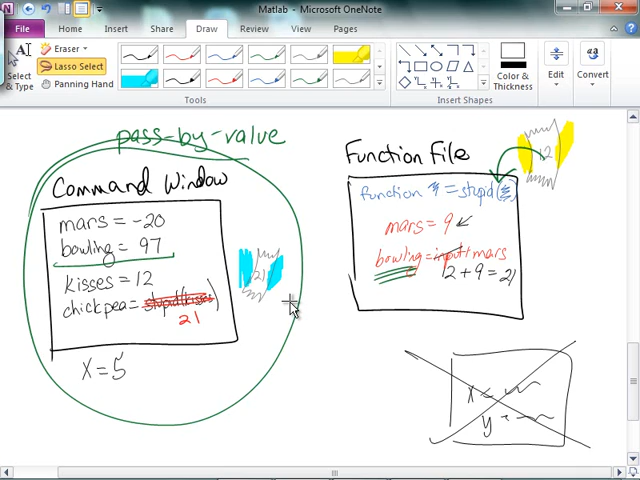 Matlab - Microsoft OneNote
File
Home
Insert
Share
Draw
Review
View
Select
& Type
Eraser
Lasso Select
Panning Hand
Color &
Thickness
Edit
Convert
Tools
Insert Shapes
pass-by-value
Command Window
mars = -20
bowling = 97
kisses = 12
chickpea = stupid(kisses)
21
x = 5
21
Function File
12
function = stupid( )
mars = 9
bowling = input + mars
12 + 9 = 21
x =
y =